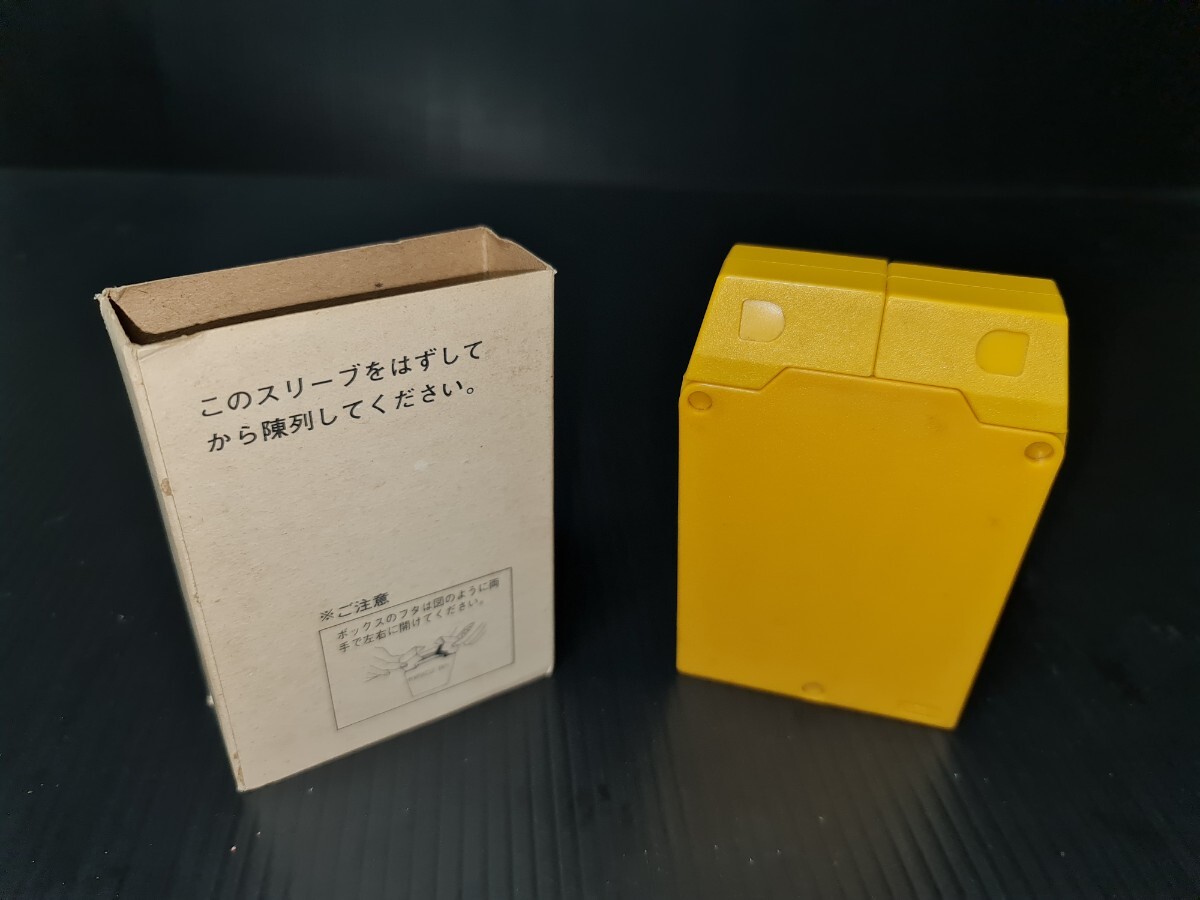 このスリーブをはずして
から陳列してください。
※ご注意
ボックスのフタは図のように両
手で左右に開けてください。